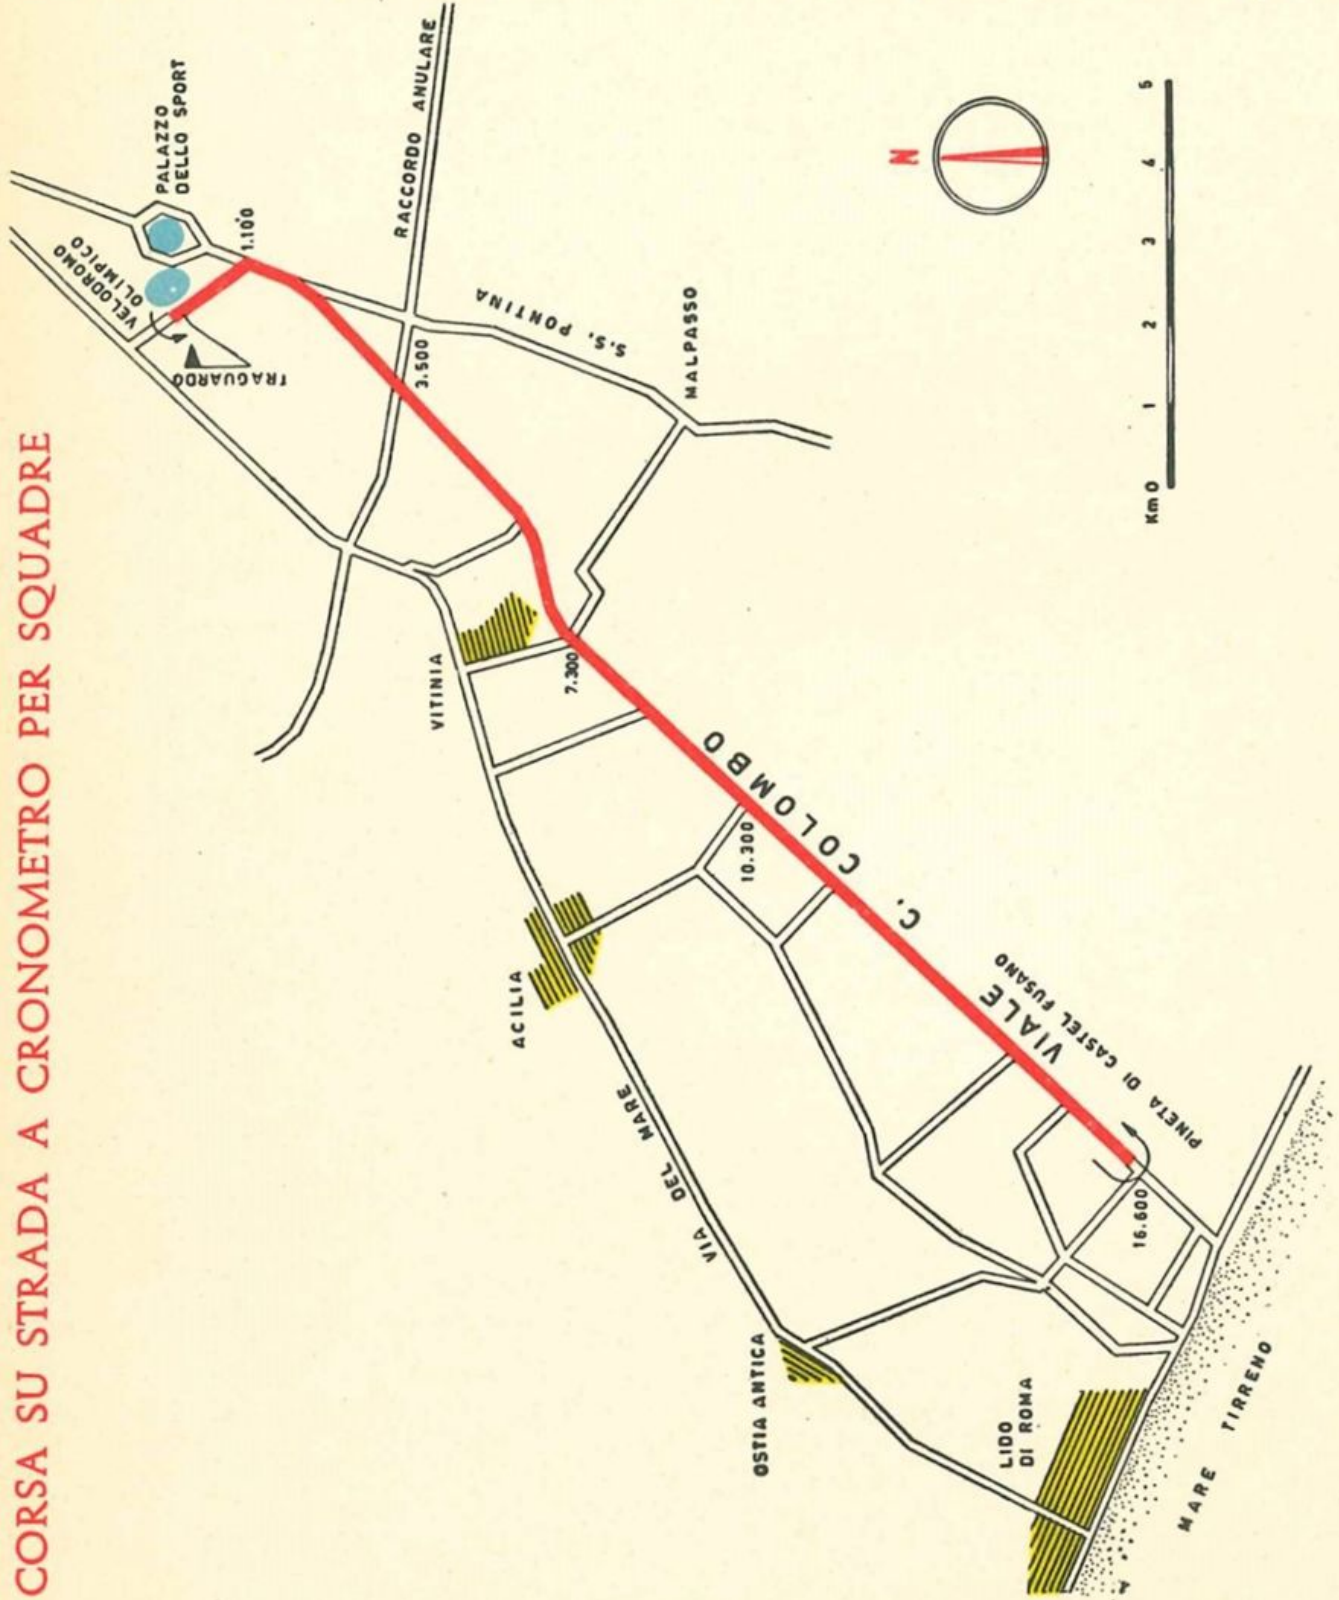 CORSA SU STRADA A CRONOMETRO PER SQUADRE
PALAZZO
DELLO SPORT
VELODROMO
OLIMPICO
TRAGUARDO
1.100
RACCORDO ANULARE
3.500
S.S. PONTINA
MALPASSO
VITINIA
7.300
VIALE C. COLOMBO
10.300
ACILIA
VIA DEL MARE
PINETA DI CASTEL FUSANO
16.600
OSTIA ANTICA
LIDO
DI ROMA
MARE TIRRENO
N
Km 0 1 2 3 4 5